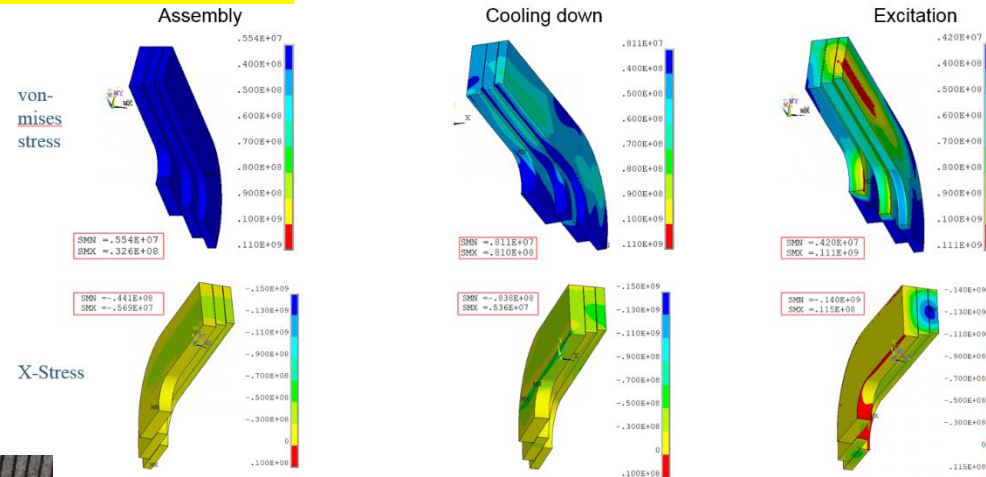 Assembly
Cooling down
Excitation
von-
mises
stress
.554E+07
.400E+08
.500E+08
.600E+08
.700E+08
.800E+08
.900E+08
.100E+09
.110E+09
SMN =.554E+07
SMX =.326E+08
.811E+07
.400E+08
.500E+08
.600E+08
.700E+08
.800E+08
.900E+08
.100E+09
.110E+09
SMN =.811E+07
SMX =.810E+08
.420E+07
.400E+08
.500E+08
.600E+08
.700E+08
.800E+08
.900E+08
.100E+09
.111E+09
SMN =.420E+07
SMX =.111E+09
X-Stress
SMN =-.441E+08
SMX =-.569E+07
-.150E+09
-.130E+09
-.110E+09
-.900E+08
-.700E+08
-.500E+08
-.300E+08
0
.100E+08
SMN =-.838E+08
SMX =.536E+07
-.150E+09
-.130E+09
-.110E+09
-.900E+08
-.700E+08
-.500E+08
-.300E+08
0
.100E+08
SMN =-.140E+09
SMX =.115E+08
-.140E+09
-.130E+09
-.110E+09
-.900E+08
-.700E+08
-.500E+08
-.300E+08
0
.115E+08